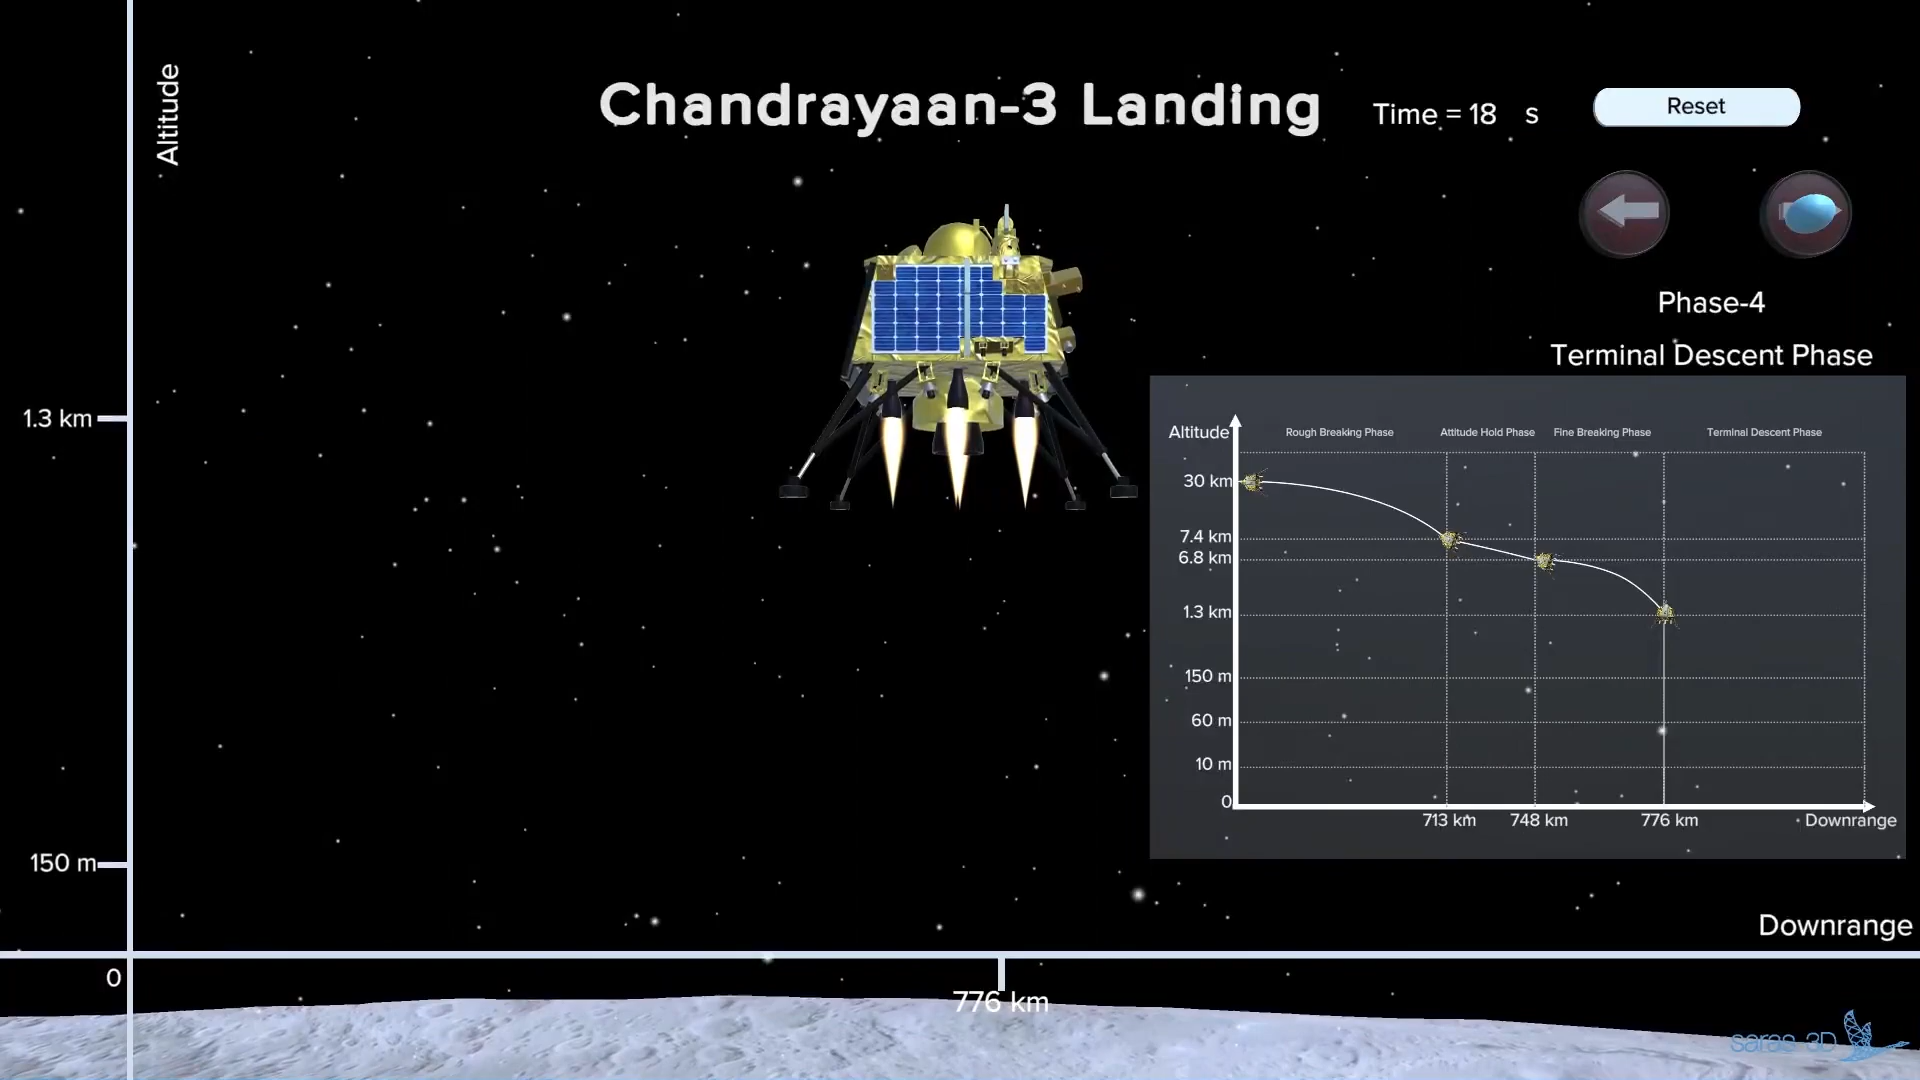 Altitude
Chandrayaan-3 Landing
Time = 18 s
Reset
Phase-4
Terminal Descent Phase
1.3 km
150 m
0
776 km
Downrange
Altitude
Rough Breaking Phase
Attitude Hold Phase
Fine Breaking Phase
Terminal Descent Phase
30 km
7.4 km
6.8 km
1.3 km
150 m
60 m
10 m
0
713 km
748 km
776 km
Downrange
saras 3D